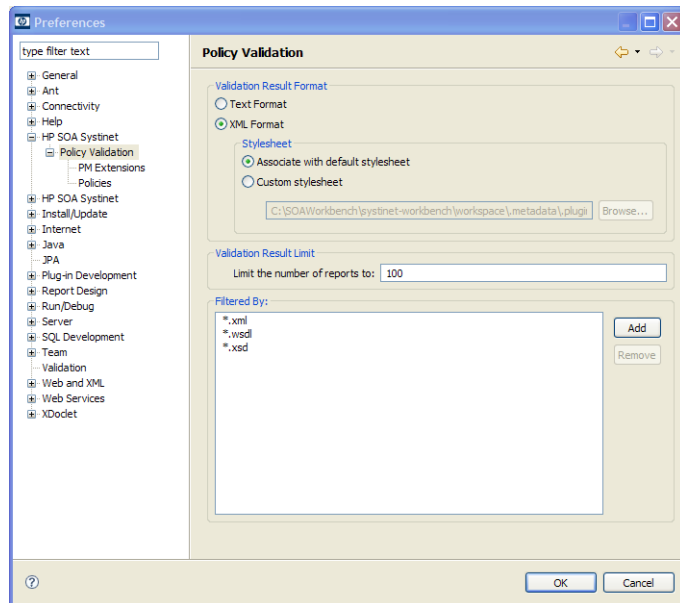 Preferences
type filter text
General
Ant
Connectivity
Help
HP SOA Systinet
Policy Validation
PM Extensions
Policies
HP SOA Systinet
Install/Update
Internet
Java
JPA
Plug-in Development
Report Design
Run/Debug
Server
SQL Development
Team
Validation
Web and XML
Web Services
XDoclet
Policy Validation
Validation Result Format
Text Format
XML Format
Stylesheet
Associate with default stylesheet
Custom stylesheet
C:\SOAWorkbench\systinet-workbench\workspace\.metadata\.plugi
Browse...
Validation Result Limit
Limit the number of reports to: 100
Filtered By:
*.xml
*.wsdl
*.xsd
Add
Remove
?
OK
Cancel